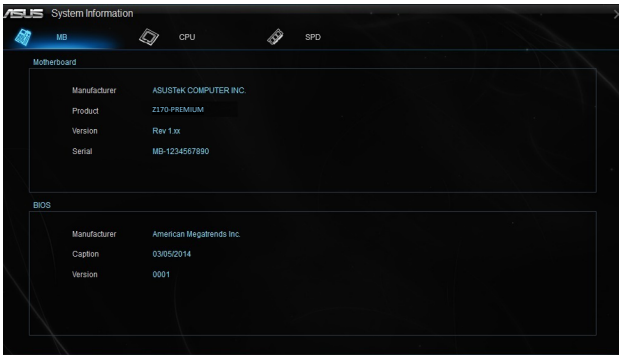 ASUS System Information
MB CPU SPD
Motherboard
Manufacturer ASUSTeK COMPUTER INC.
Product Z170-PREMIUM
Version Rev 1.xx
Serial MB-1234567890
BIOS
Manufacturer American Megatrends Inc.
Caption 03/05/2014
Version 0001